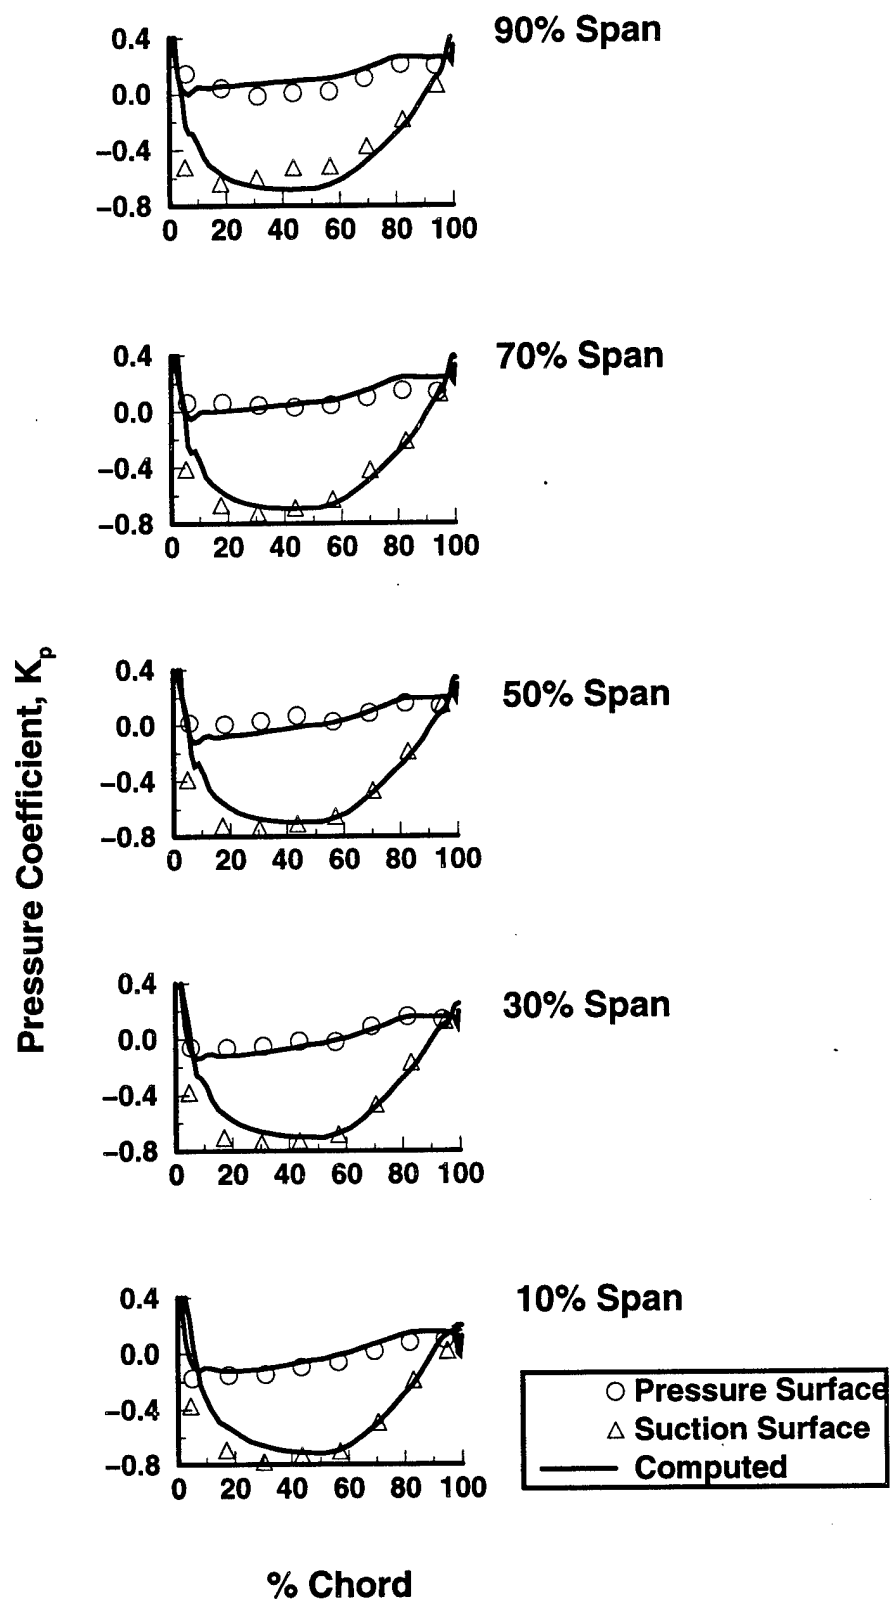 90% Span
0.4
0.0
−0.4
−0.8
0 20 40 60 80 100
70% Span
0.4
0.0
−0.4
−0.8
0 20 40 60 80 100
Pressure Coefficient, Kp
50% Span
0.4
0.0
−0.4
−0.8
0 20 40 60 80 100
30% Span
0.4
0.0
−0.4
−0.8
0 20 40 60 80 100
10% Span
0.4
0.0
−0.4
−0.8
0 20 40 60 80 100
Pressure Surface
Suction Surface
Computed
% Chord